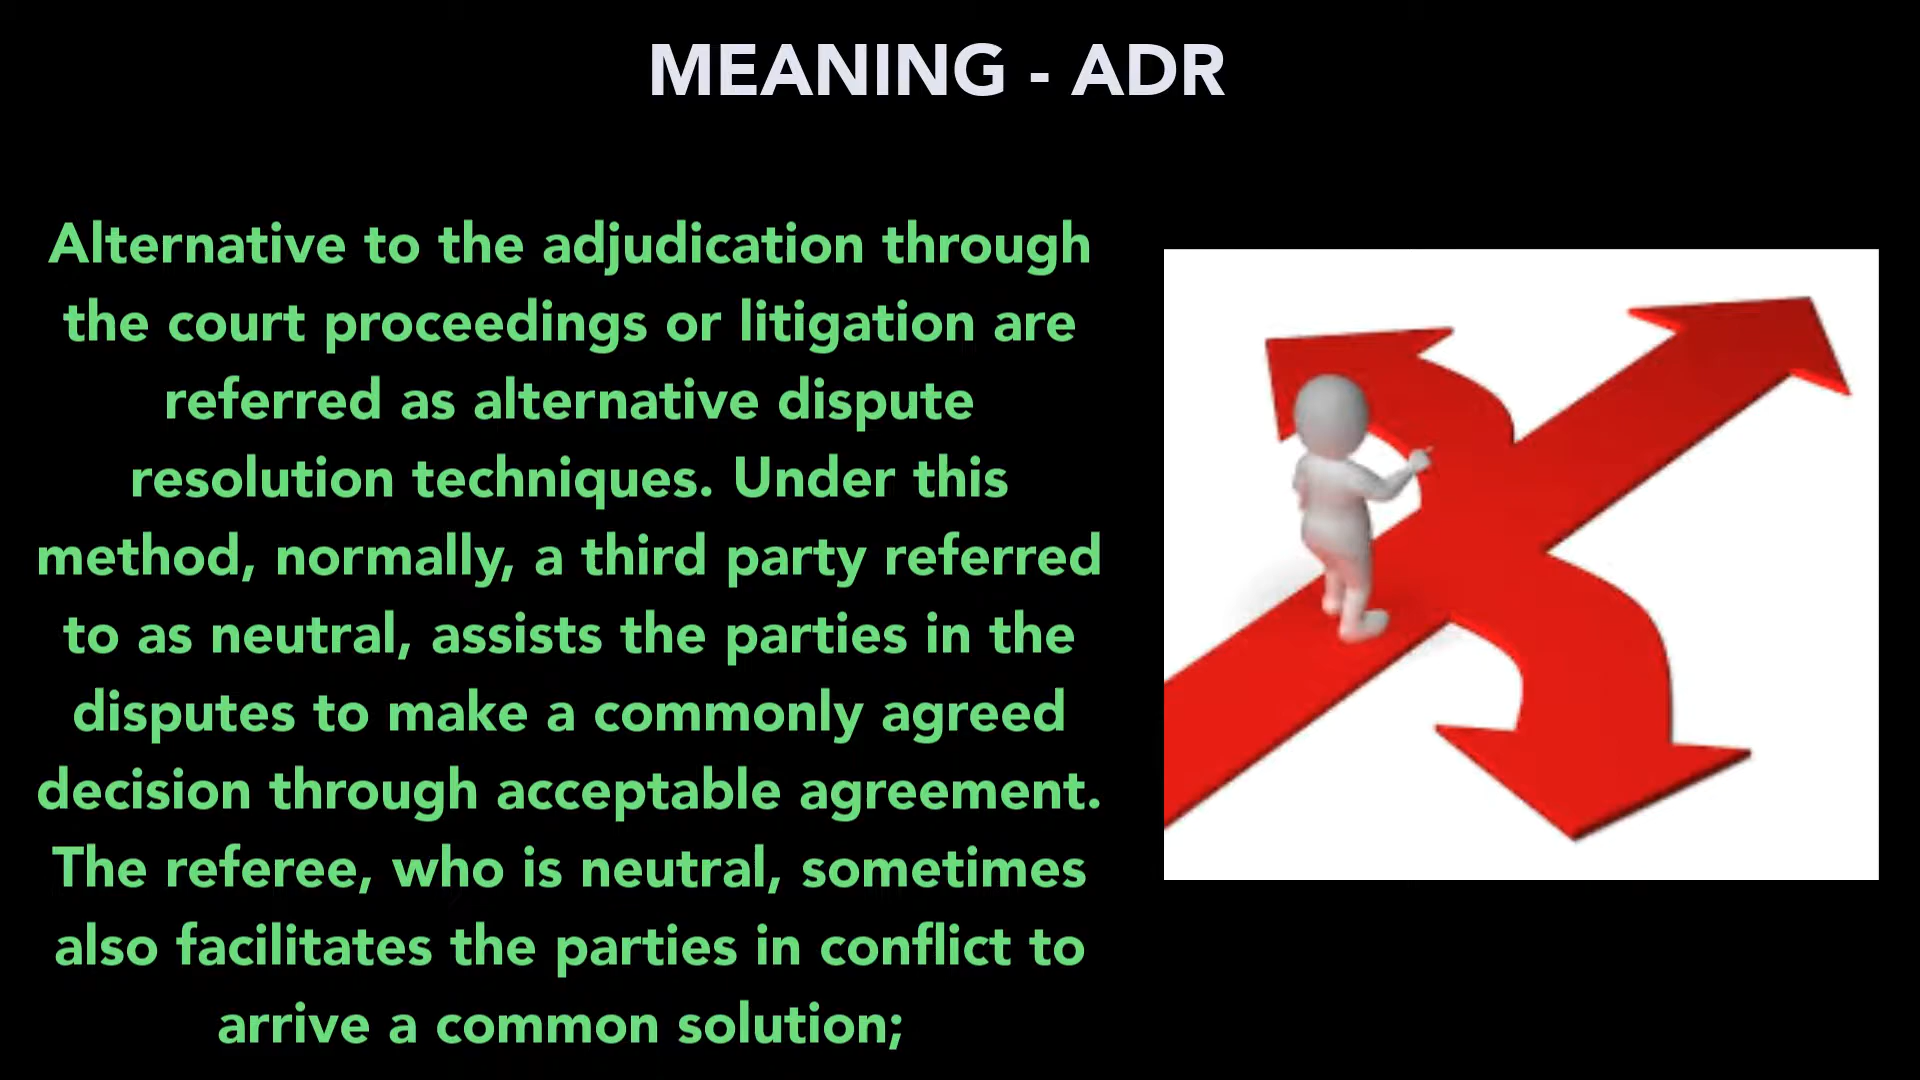 MEANING - ADR
Alternative to the adjudication through
the court proceedings or litigation are
referred as alternative dispute
resolution techniques. Under this
method, normally, a third party referred
to as neutral, assists the parties in the
disputes to make a commonly agreed
decision through acceptable agreement.
The referee, who is neutral, sometimes
also facilitates the parties in conflict to
arrive a common solution;